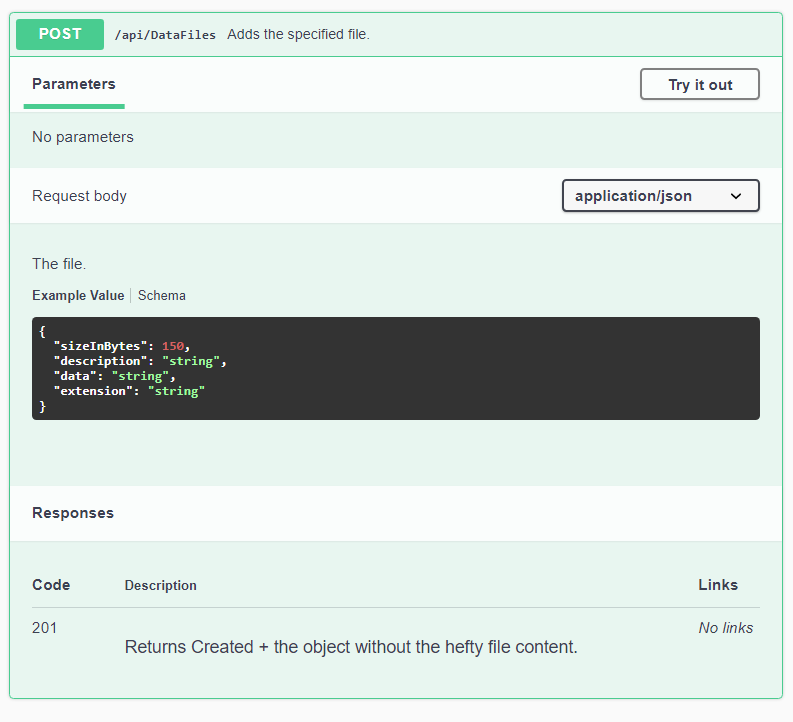 POST /api/DataFiles Adds the specified file.
Parameters Try it out
No parameters
Request body application/json
The file.
Example Value Schema
{
  "sizeInBytes": 150,
  "description": "string",
  "data": "string",
  "extension": "string"
}
Responses
Code Description Links
201 No links
Returns Created + the object without the hefty file content.